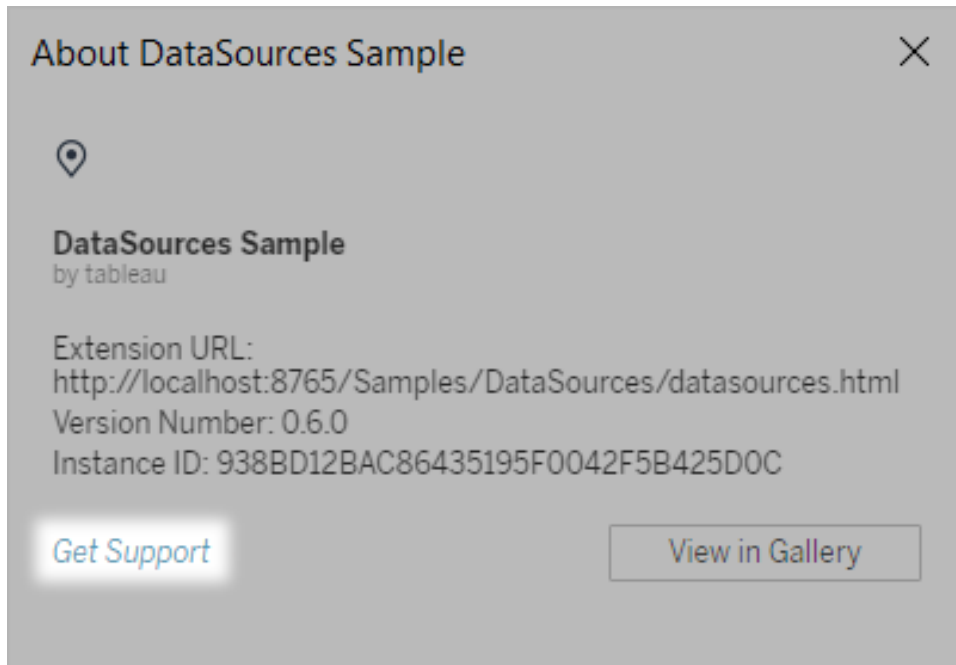 About DataSources Sample
DataSources Sample
by tableau
Extension URL:
http://localhost:8765/Samples/DataSources/datasources.html
Version Number: 0.6.0
Instance ID: 938BD12BAC86435195F0042F5B425D0C
Get Support
View in Gallery